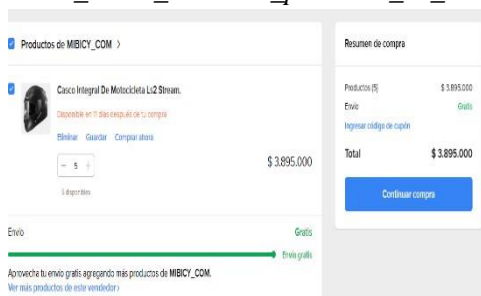 Productos de MIBICY_COM >
Casco Integral De Motocicleta Ls2 Stream.
Disponible en 11 días después de tu compra
Eliminar Guardar Comprar ahora
- 5 +
$ 3.895.000
5 disponibles
Envío Gratis
Envío gratis
Aprovecha tu envío gratis agregando más productos de MIBICY_COM.
Ver más productos de este vendedor >
Resumen de compra
Productos (5) $ 3.895.000
Envío Gratis
Ingresar código de cupón
Total $ 3.895.000
Continuar compra